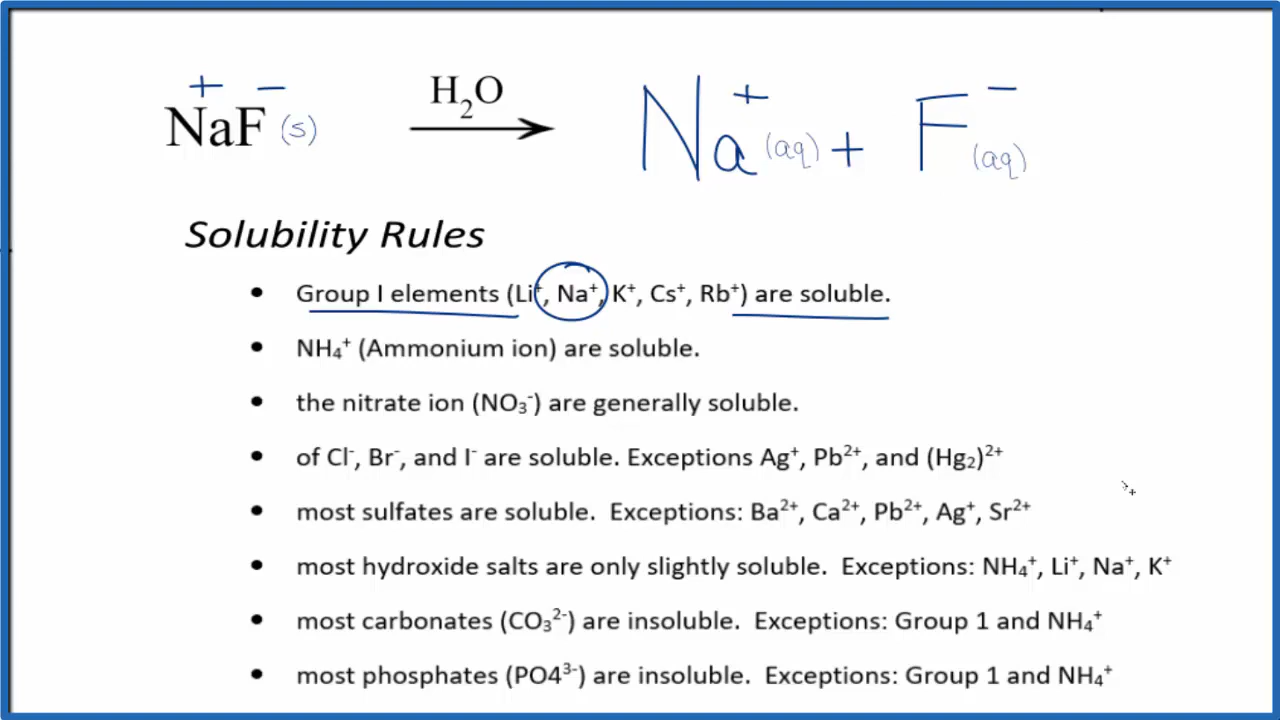 NaF⁺⁻ (s) H₂O Na⁺ (aq) + F⁻ (aq)
Solubility Rules
• Group I elements (Li⁺, Na⁺, K⁺, Cs⁺, Rb⁺) are soluble.
• NH₄⁺ (Ammonium ion) are soluble.
• the nitrate ion (NO₃⁻) are generally soluble.
• of Cl⁻, Br⁻, and I⁻ are soluble. Exceptions Ag⁺, Pb²⁺, and (Hg₂)²⁺
• most sulfates are soluble. Exceptions: Ba²⁺, Ca²⁺, Pb²⁺, Ag⁺, Sr²⁺
• most hydroxide salts are only slightly soluble. Exceptions: NH₄⁺, Li⁺, Na⁺, K⁺
• most carbonates (CO₃²⁻) are insoluble. Exceptions: Group 1 and NH₄⁺
• most phosphates (PO4³⁻) are insoluble. Exceptions: Group 1 and NH₄⁺